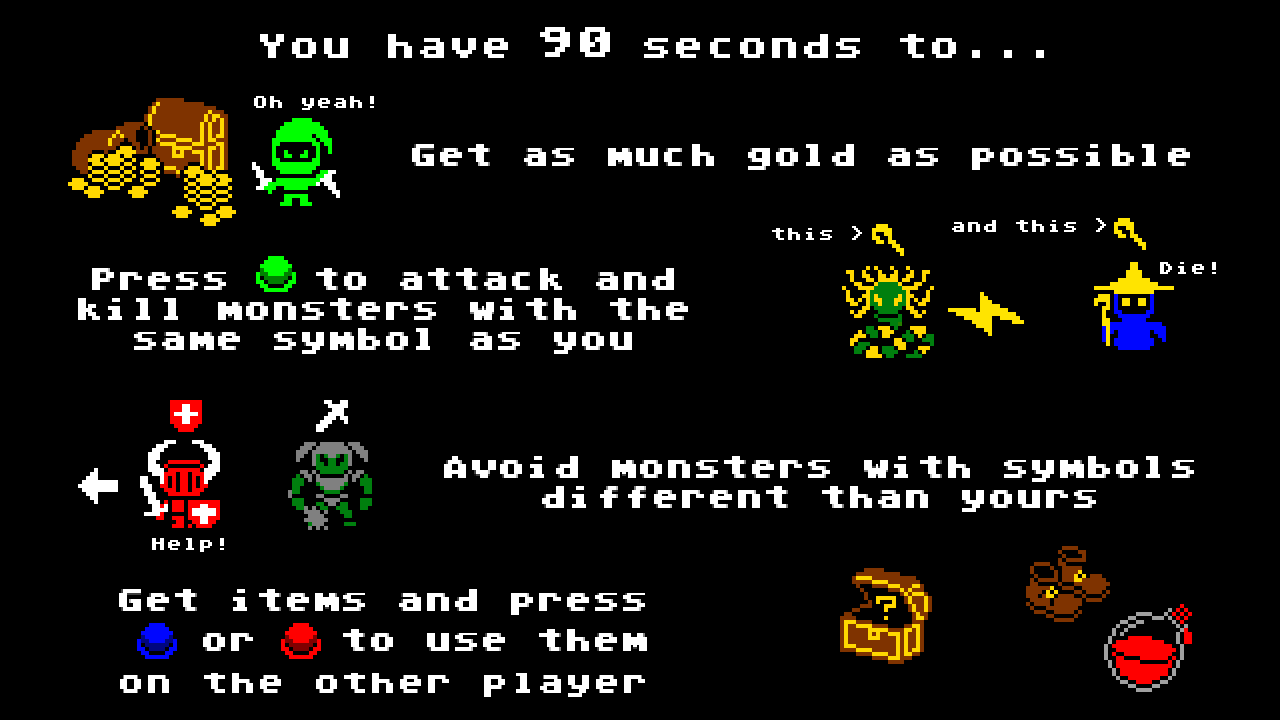 You have 90 seconds to...
Oh yeah!
Get as much gold as possible
this >
and this >
Die!
Press to attack and
kill monsters with the
same symbol as you
Avoid monsters with symbols
different than yours
Help!
Get items and press
or to use them
on the other player
?